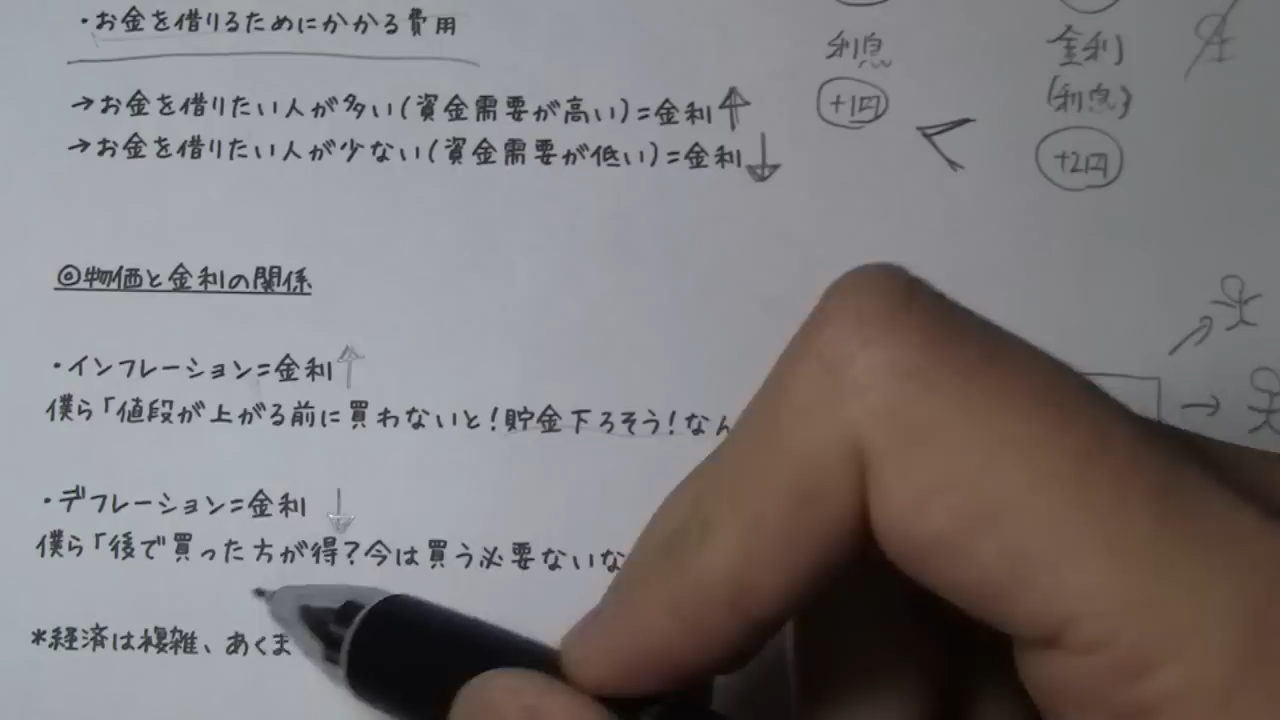 ・お金を借りるためにかかる費用
→お金を借りたい人が多い(資金需要が高い)=金利↑
→お金を借りたい人が少ない(資金需要が低い)=金利↓
利息
+1円
<
金利
(利息)
+2円
◎物価と金利の関係
・インフレーション=金利↑
僕ら「値段が上がる前に買わないと!貯金下ろそう!なん
・デフレーション=金利↓
僕ら「後で買った方が得?今は買う必要ないな
*経済は複雑、あくま